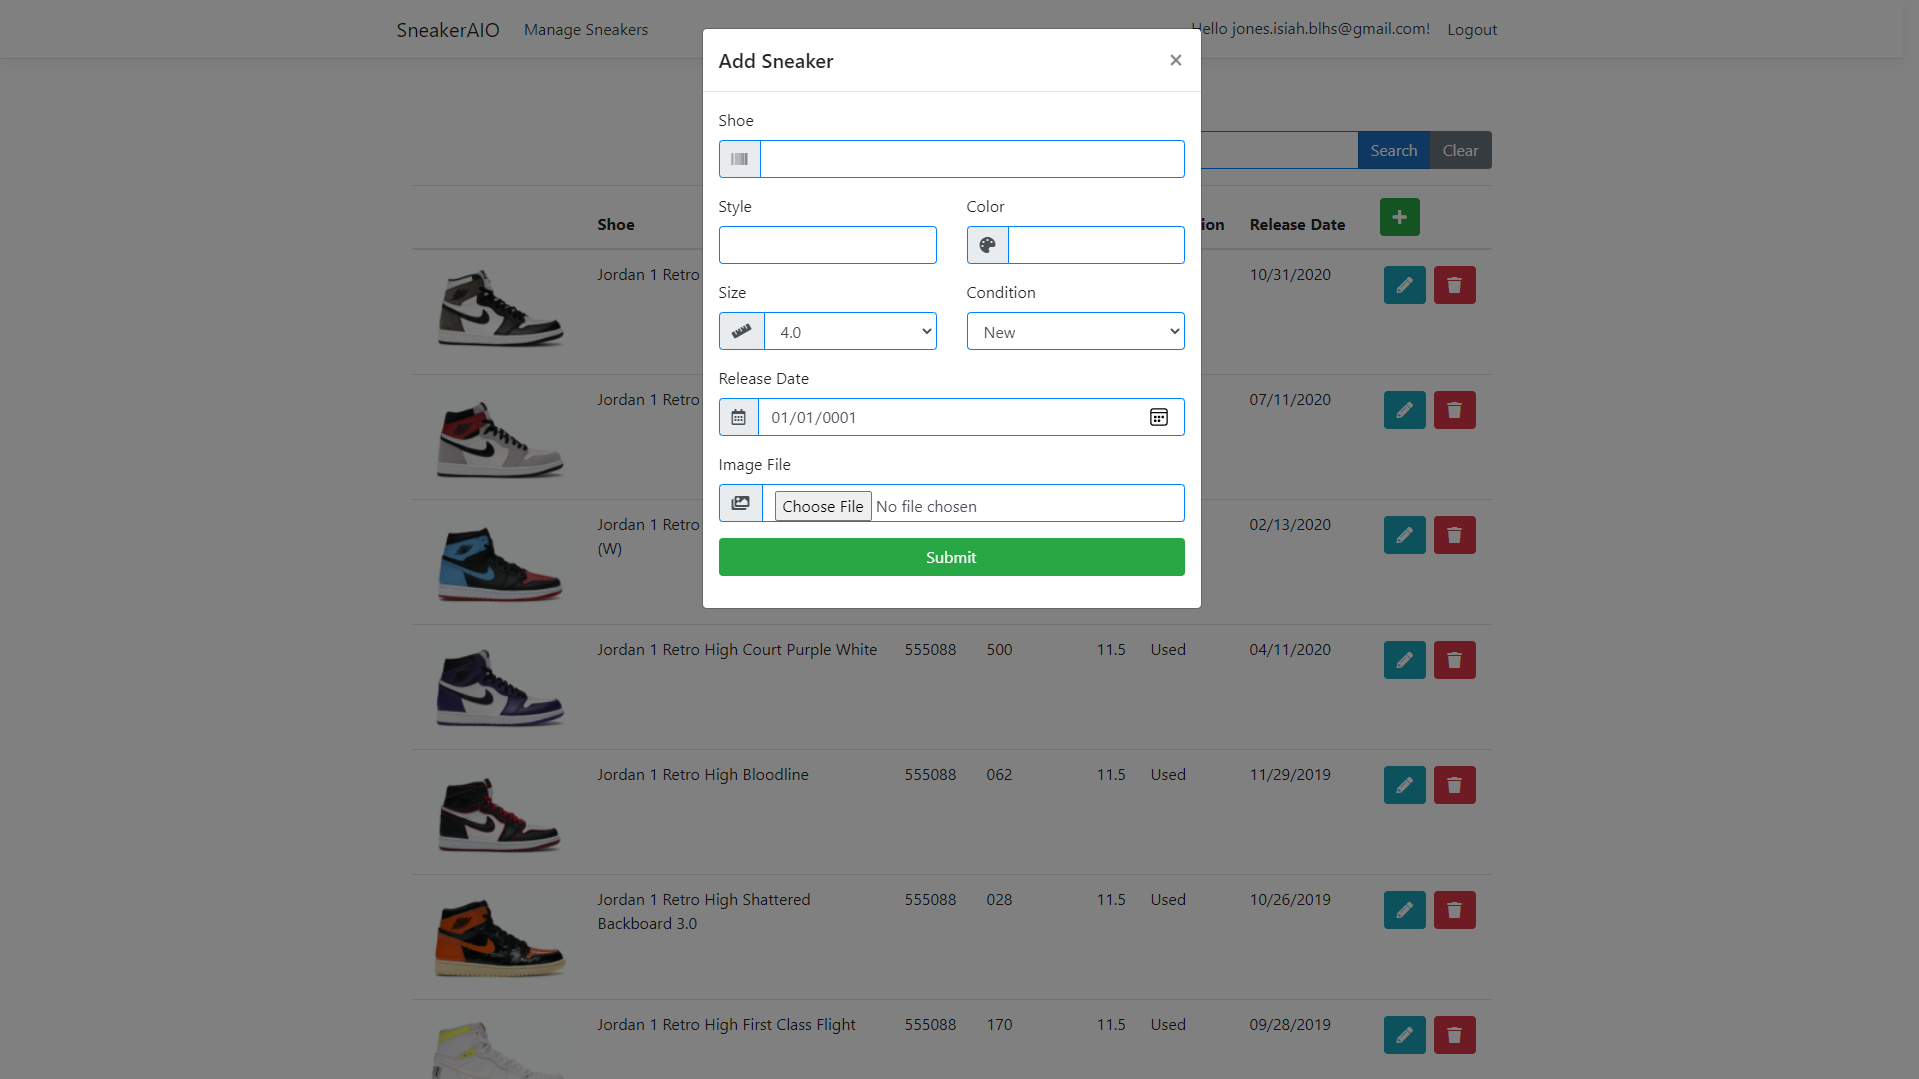 SneakerAIO Manage Sneakers Hello jones.isiah.blhs@gmail.com! Logout
Add Sneaker ×
Shoe
Style Color
Size Condition
4.0 New
Release Date
01/01/0001
Image File
Choose File No file chosen
Submit
Search Clear
Shoe ion Release Date
Jordan 1 Retro 10/31/2020
Jordan 1 Retro 07/11/2020
Jordan 1 Retro 02/13/2020
(W)
Jordan 1 Retro High Court Purple White 555088 500 11.5 Used 04/11/2020
Jordan 1 Retro High Bloodline 555088 062 11.5 Used 11/29/2019
Jordan 1 Retro High Shattered 555088 028 11.5 Used 10/26/2019
Backboard 3.0
Jordan 1 Retro High First Class Flight 555088 170 11.5 Used 09/28/2019